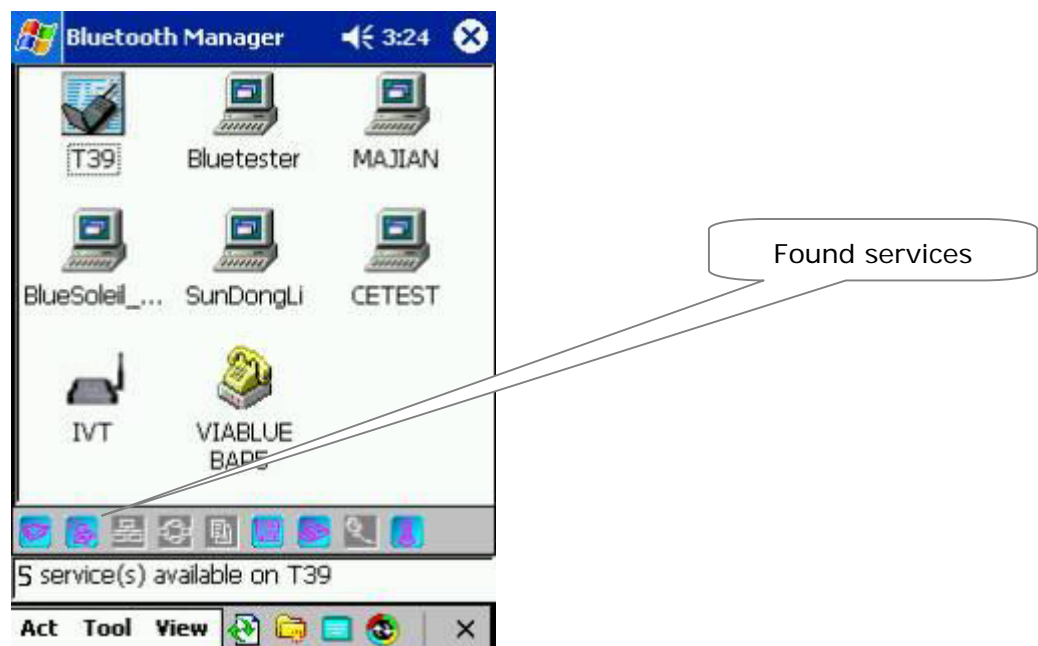 Bluetooth Manager 3:24
T39 Bluetester MAJIAN
Found services
BlueSoleil_... SunDongLi CETEST
IVT VIABLUE
5 service(s) available on T39
Act Tool View